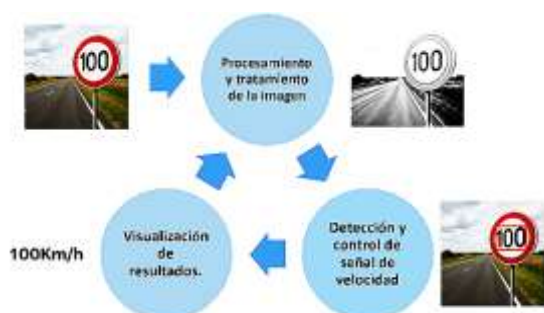 100
Procesamiento
y tratamiento
de la imagen
100
Visualización
de
resultados.
100Km/h
Detección y
control de
señal de
velocidad
100